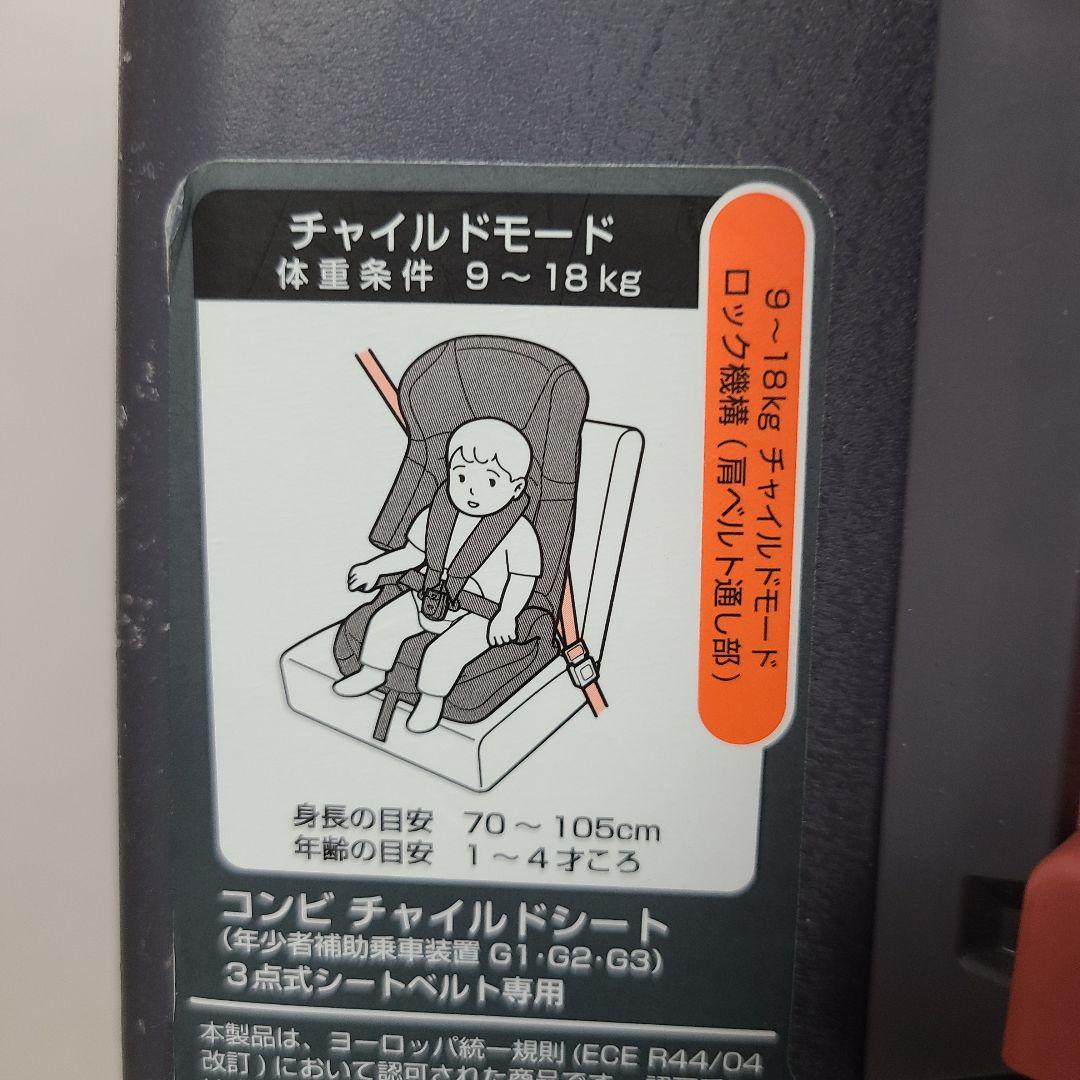 チャイルドモード
体重条件 9～18kg
9～18kg チャイルドモード
ロック機構(肩ベルト通し部)
身長の目安 70～105cm
年齢の目安 1～4才ころ
コンビ チャイルドシート
(年少者補助乗車装置 G1・G2・G3)
3点式シートベルト専用
本製品は、ヨーロッパ統一規則(ECE R44/04
改訂)において認可された商品です。